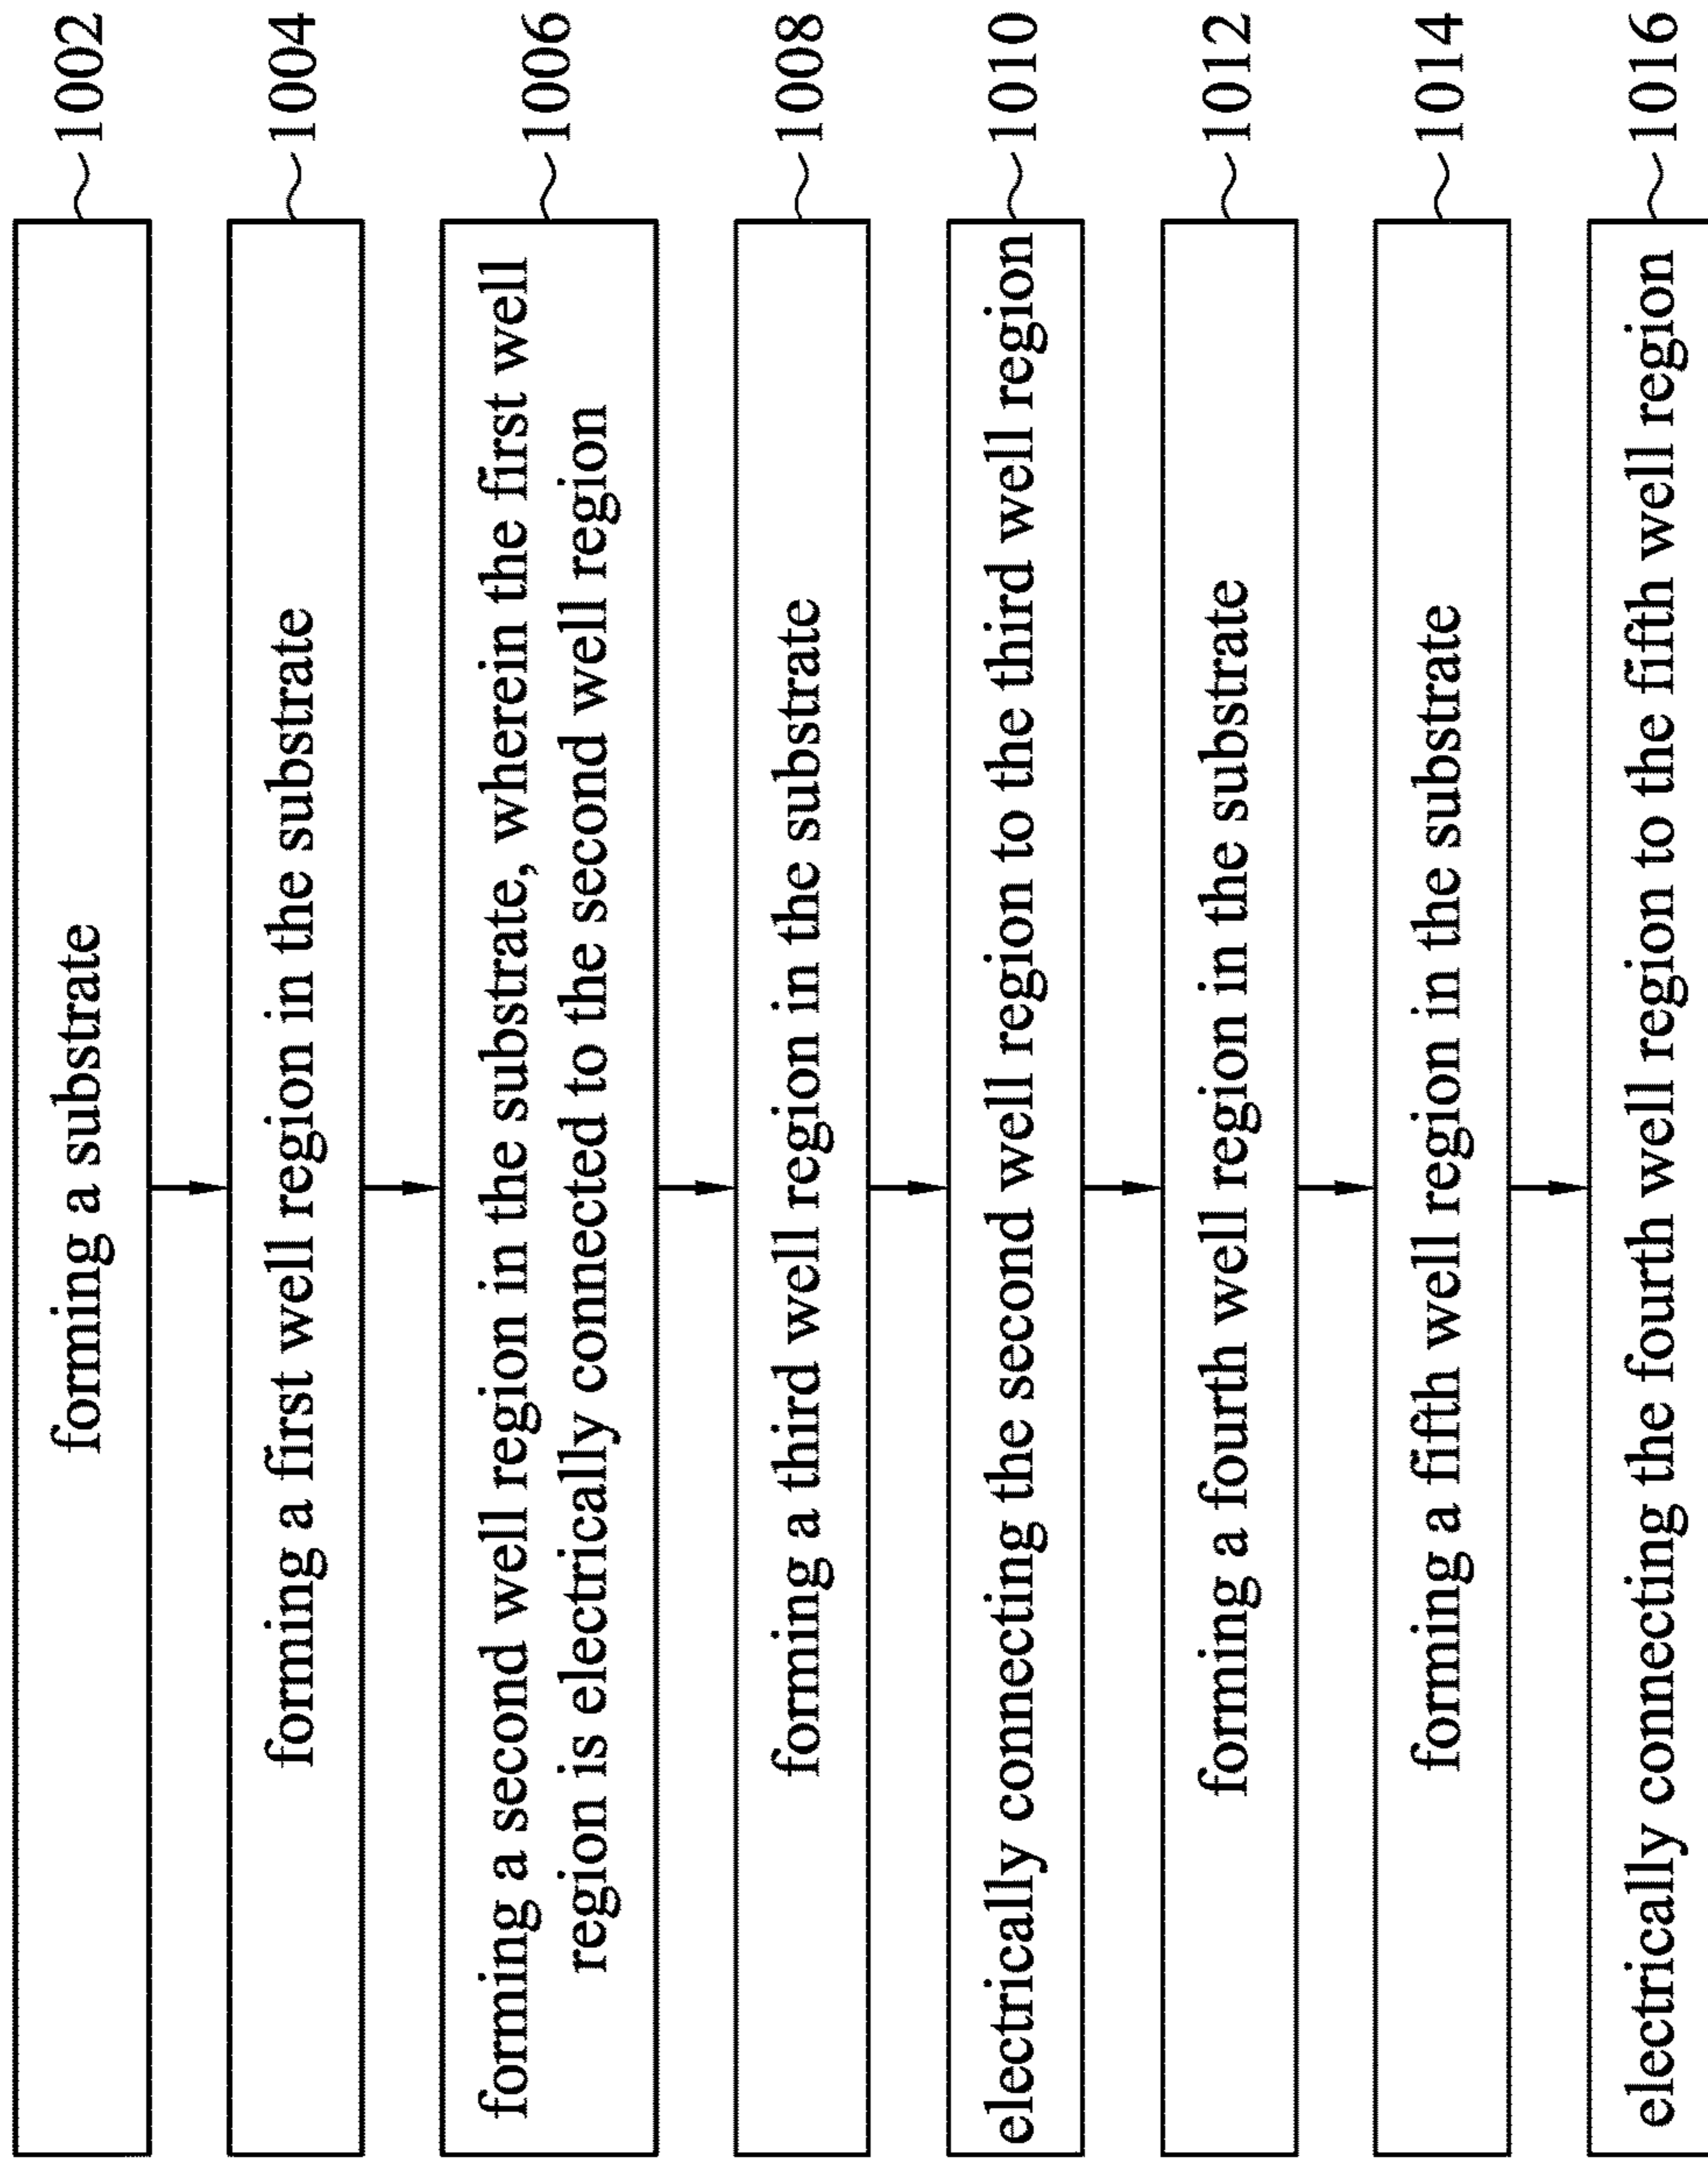 forming a substrate
1002
forming a first well region in the substrate
1004
forming a second well region in the substrate, wherein the first well
region is electrically connected to the second well region
1006
forming a third well region in the substrate
1008
electrically connecting the second well region to the third well region
1010
forming a fourth well region in the substrate
1012
forming a fifth well region in the substrate
1014
electrically connecting the fourth well region to the fifth well region
1016